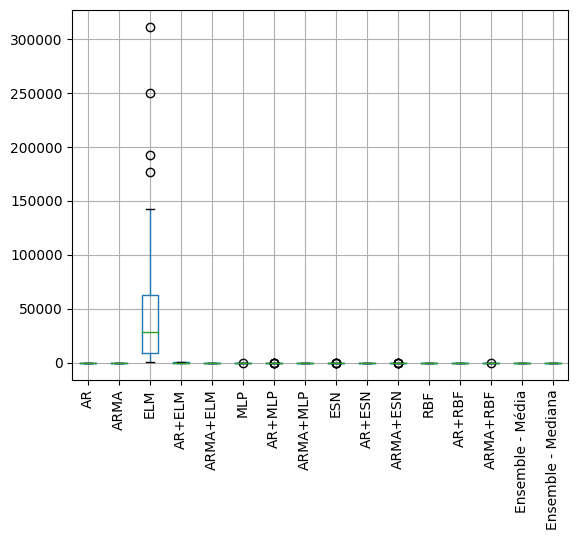 300000
250000
200000
150000
100000
50000
0
AR
ARMA
ELM
AR+ELM
ARMA+ELM
MLP
AR+MLP
ARMA+MLP
ESN
AR+ESN
ARMA+ESN
RBF
AR+RBF
ARMA+RBF
Ensemble - Média
Ensemble - Mediana